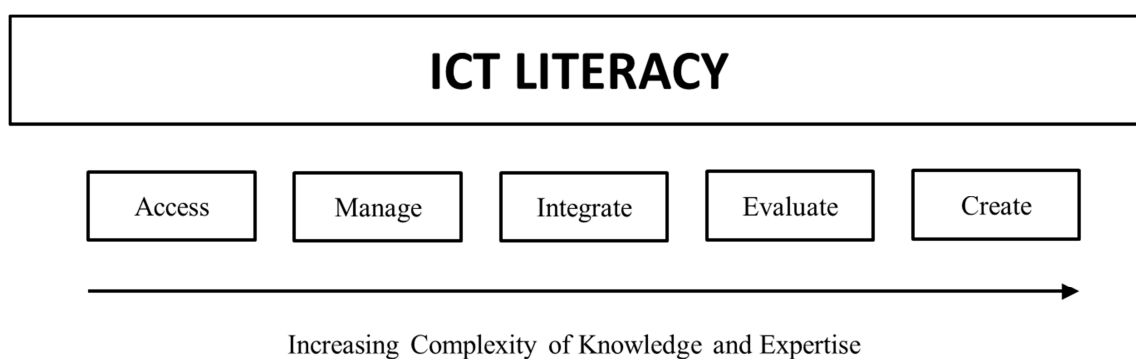 ICT LITERACY
Access
Manage
Integrate
Evaluate
Create
Increasing Complexity of Knowledge and Expertise